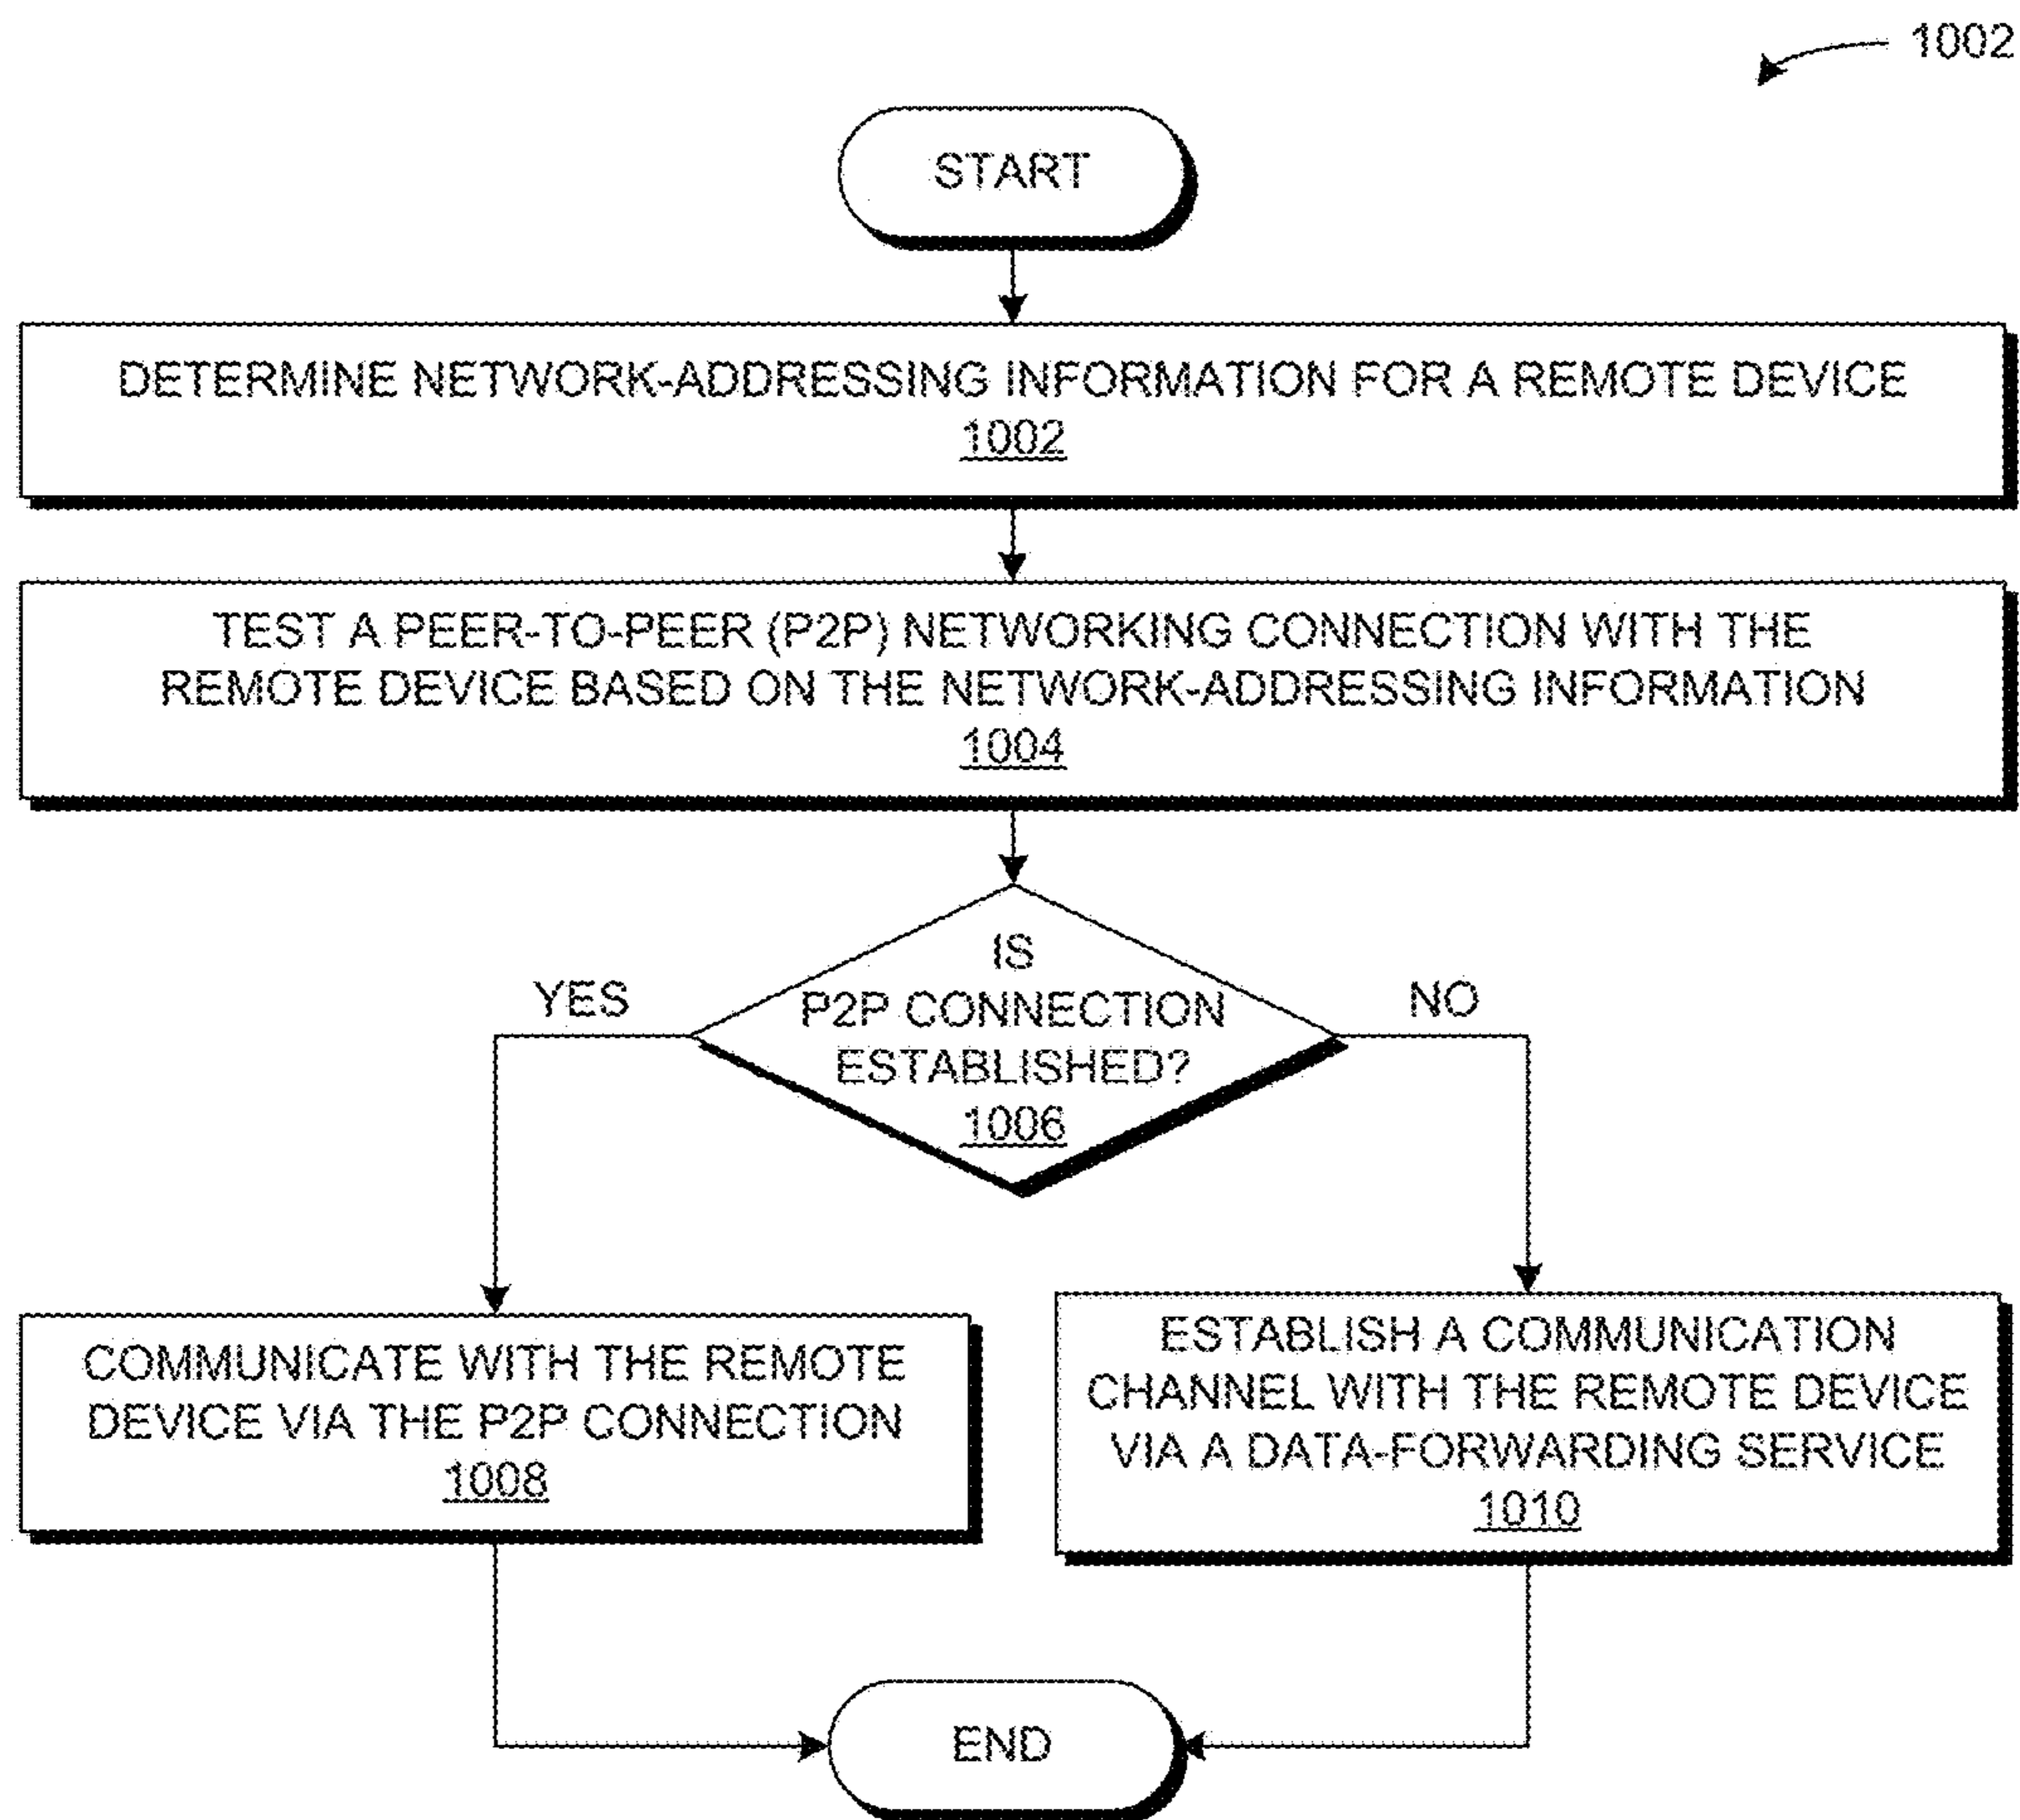 1002
START
DETERMINE NETWORK-ADDRESSING INFORMATION FOR A REMOTE DEVICE
1002
TEST A PEER-TO-PEER (P2P) NETWORKING CONNECTION WITH THE
REMOTE DEVICE BASED ON THE NETWORK-ADDRESSING INFORMATION
1004
IS
P2P CONNECTION
ESTABLISHED?
1006
YES
NO
COMMUNICATE WITH THE REMOTE
DEVICE VIA THE P2P CONNECTION
1008
ESTABLISH A COMMUNICATION
CHANNEL WITH THE REMOTE DEVICE
VIA A DATA-FORWARDING SERVICE
1010
END